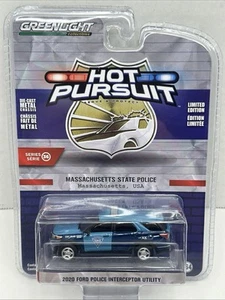 GREENLIGHT
HOT
PURSUIT
DIE-CAST
METAL
CHASSIS
CHÂSSIS
FAIT DE
MÉTAL
LIMITED
EDITION
ÉDITION
LIMITÉE
SERIES
SÉRIE
MASSACHUSETTS STATE POLICE
Massachusetts, USA
2020 FORD POLICE INTERCEPTOR UTILITY